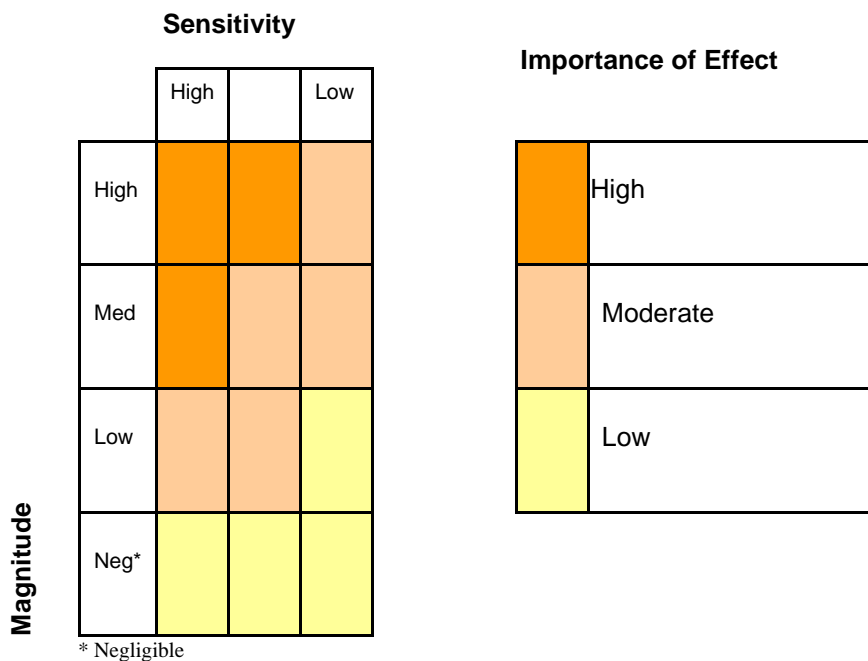 Sensitivity
Importance of Effect
High
Low
High
Med
Low
Neg*
Magnitude
* Negligible
High
Moderate
Low